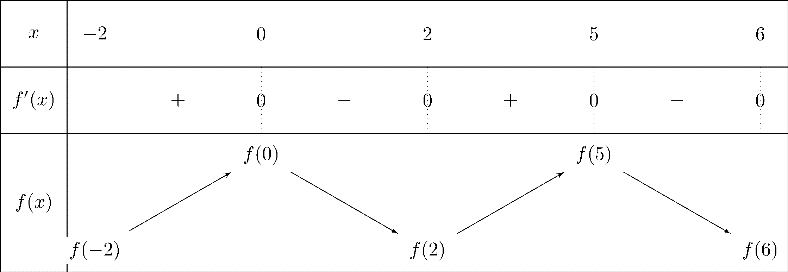 x −2 0 2 5 6
f′(x) + 0 − 0 + 0 − 0
f(0) f(5)
f(x)
f(−2) f(2) f(6)